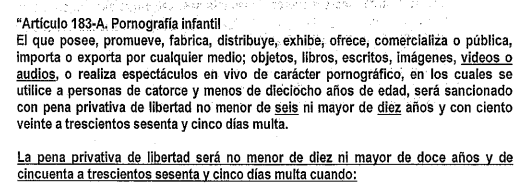 “Artículo 183-A. Pornografía infantil
El que posee, promueve, fabrica, distribuye, exhibe, ofrece, comercializa o pública,
importa o exporta por cualquier medio; objetos, libros, escritos, imágenes, videos o
audios, o realiza espectáculos en vivo de carácter pornográfico, en los cuales se
utilice a personas de catorce y menos de dieciocho años de edad, será sancionado
con pena privativa de libertad no menor de seis ni mayor de diez años y con ciento
veinte a trescientos sesenta y cinco días multa.
La pena privativa de libertad será no menor de diez ni mayor de doce años y de
cincuenta a trescientos sesenta y cinco días multa cuando: